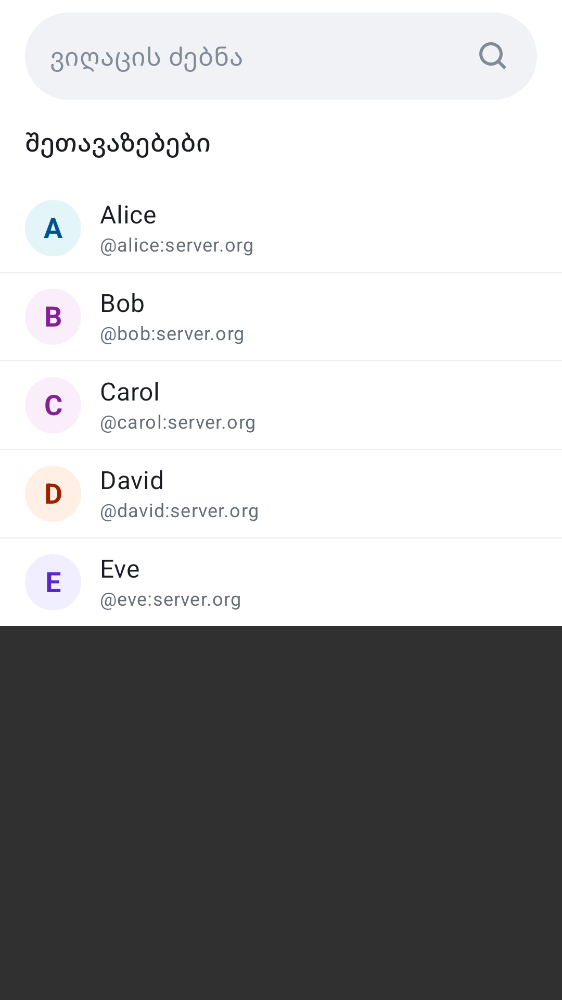 ვიღაცის ძებნა
შეთავაზებები
A
Alice
@alice:server.org
B
Bob
@bob:server.org
C
Carol
@carol:server.org
D
David
@david:server.org
E
Eve
@eve:server.org